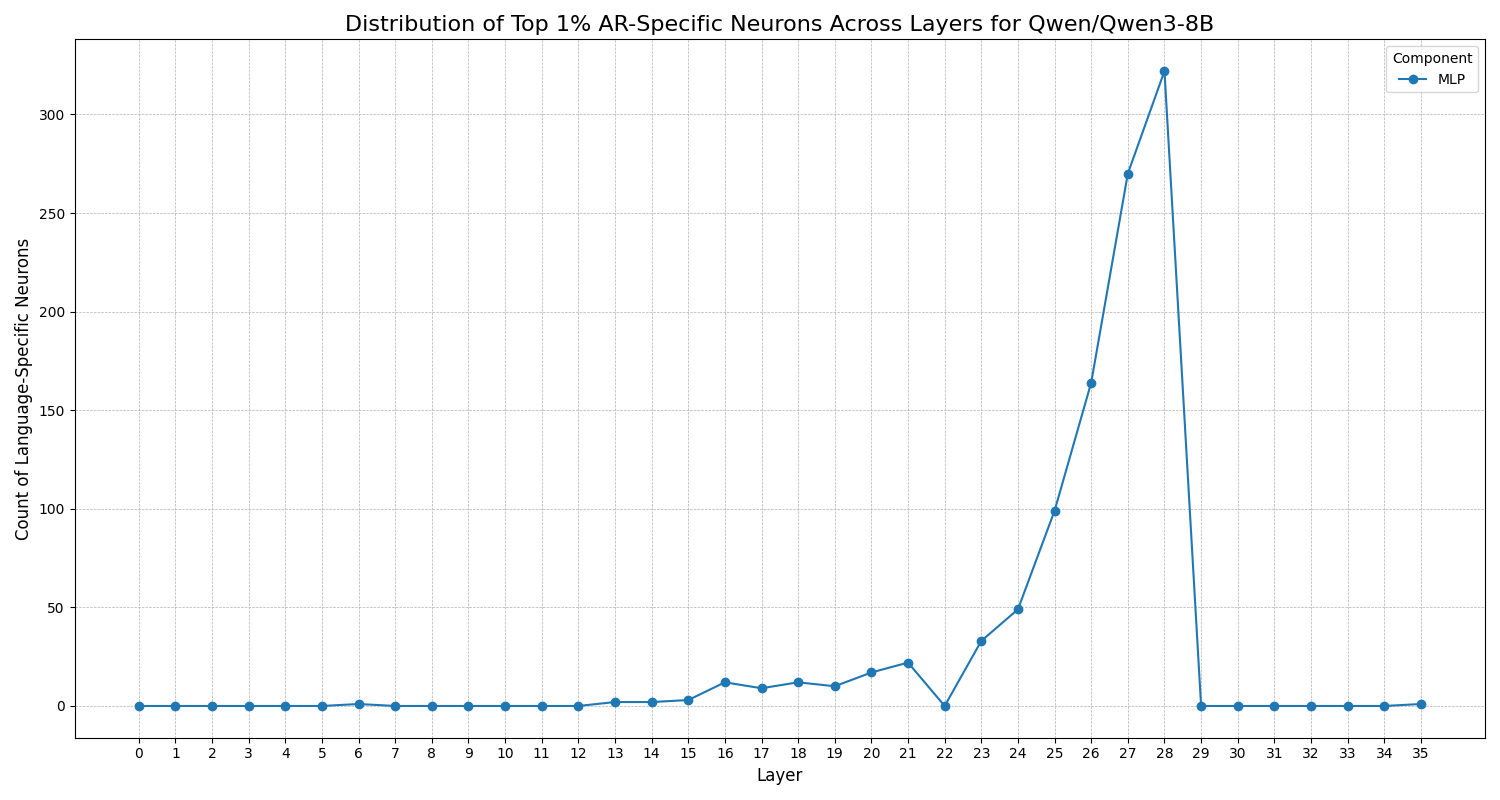 Distribution of Top 1% AR-Specific Neurons Across Layers for Qwen/Qwen3-8B
Component
MLP
Count of Language-Specific Neurons
300
250
200
150
100
50
0
0 1 2 3 4 5 6 7 8 9 10 11 12 13 14 15 16 17 18 19 20 21 22 23 24 25 26 27 28 29 30 31 32 33 34 35
Layer